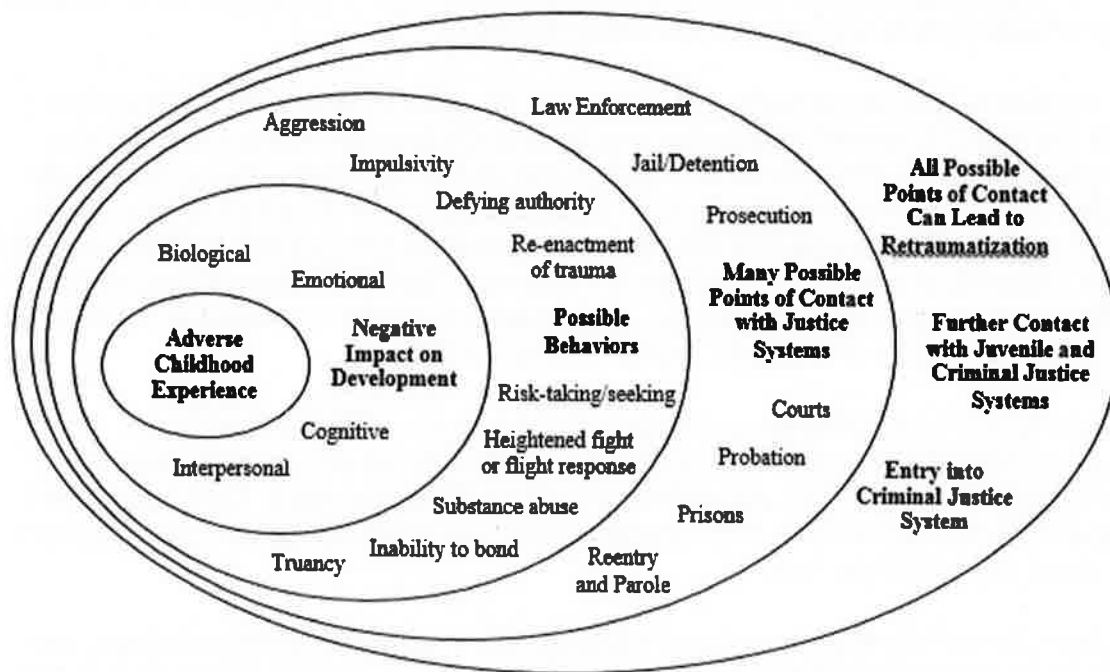 Adverse
Childhood
Experience
Biological
Emotional
Negative
Impact on
Development
Cognitive
Interpersonal
Aggression
Impulsivity
Defying authority
Re-enactment
of trauma
Possible
Behaviors
Risk-taking/seeking
Heightened fight
or flight response
Substance abuse
Inability to bond
Truancy
Law Enforcement
Jail/Detention
Prosecution
Many Possible
Points of Contact
with Justice
Systems
Courts
Probation
Prisons
Reentry
and Parole
All Possible
Points of Contact
Can Lead to
Retraumatization
Further Contact
with Juvenile and
Criminal Justice
Systems
Entry into
Criminal Justice
System